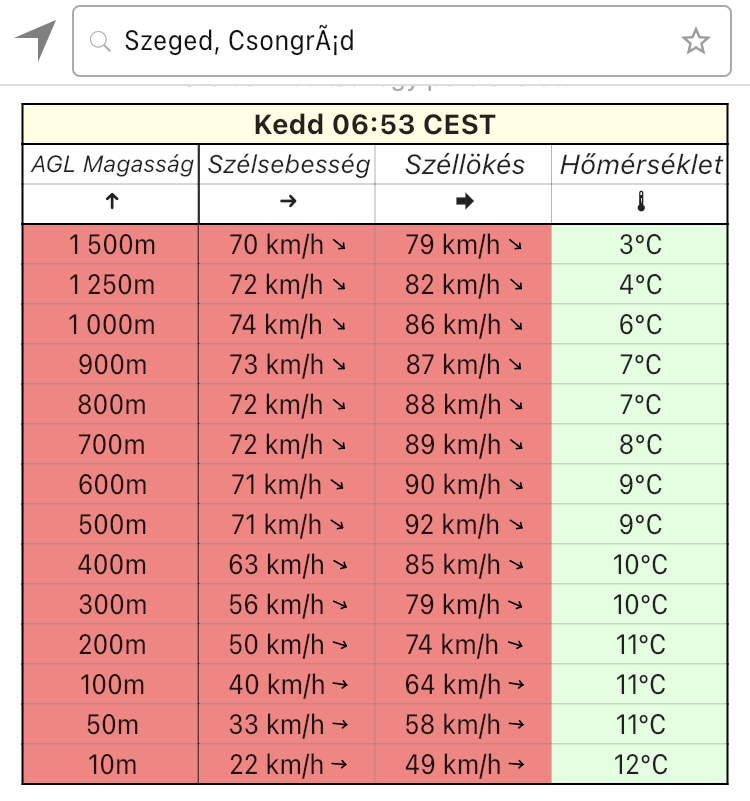 Szeged, CsongrÃ¡d
Kedd 06:53 CEST
AGL Magasság Szélsebesség Széllökés Hőmérséklet
↑ → ➡ 🌡
1 500m 70 km/h ↘ 79 km/h ↘ 3°C
1 250m 72 km/h ↘ 82 km/h ↘ 4°C
1 000m 74 km/h ↘ 86 km/h ↘ 6°C
900m 73 km/h ↘ 87 km/h ↘ 7°C
800m 72 km/h ↘ 88 km/h ↘ 7°C
700m 72 km/h ↘ 89 km/h ↘ 8°C
600m 71 km/h ↘ 90 km/h ↘ 9°C
500m 71 km/h ↘ 92 km/h ↘ 9°C
400m 63 km/h ↘ 85 km/h ↘ 10°C
300m 56 km/h ↘ 79 km/h ↘ 10°C
200m 50 km/h → 74 km/h → 11°C
100m 40 km/h → 64 km/h → 11°C
50m 33 km/h → 58 km/h → 11°C
10m 22 km/h → 49 km/h → 12°C